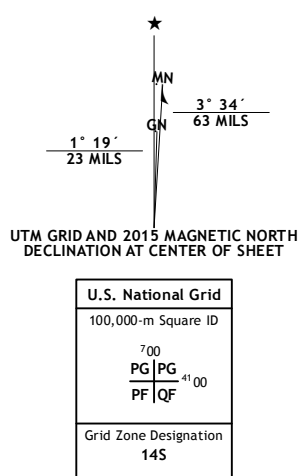 ★
MN
GN
3° 34´
63 MILS
1° 19´
23 MILS
UTM GRID AND 2015 MAGNETIC NORTH
DECLINATION AT CENTER OF SHEET
U.S. National Grid
100,000-m Square ID
700
PG PG
4100
PF QF
Grid Zone Designation
14S